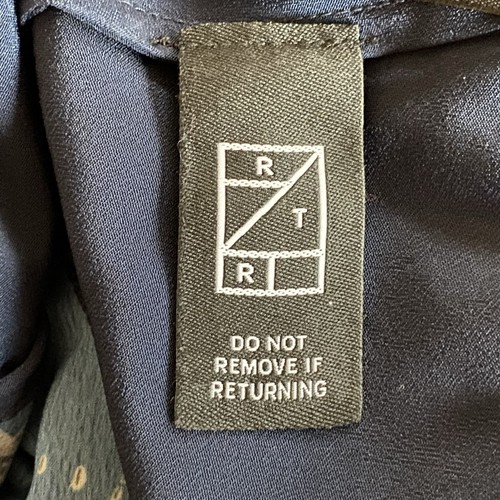 R
T
R
DO NOT
REMOVE IF
RETURNING